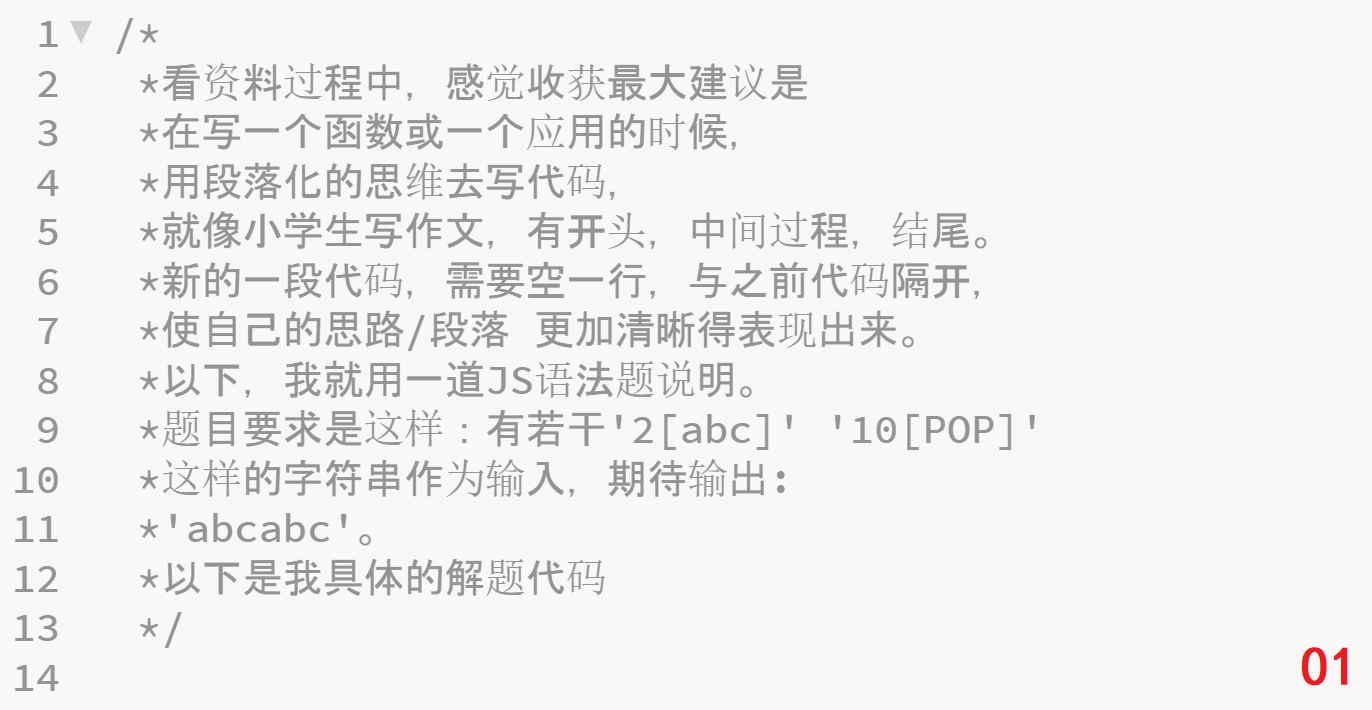 1 /*
2 *看资料过程中，感觉收获最大建议是
3 *在写一个函数或一个应用的时候，
4 *用段落化的思维去写代码，
5 *就像小学生写作文，有开头，中间过程，结尾。
6 *新的一段代码，需要空一行，与之前代码隔开，
7 *使自己的思路/段落 更加清晰得表现出来。
8 *以下，我就用一道JS语法题说明。
9 *题目要求是这样：有若干'2[abc]' '10[POP]'
10 *这样的字符串作为输入，期待输出：
11 *'abcabc'。
12 *以下是我具体的解题代码
13 */
14
01